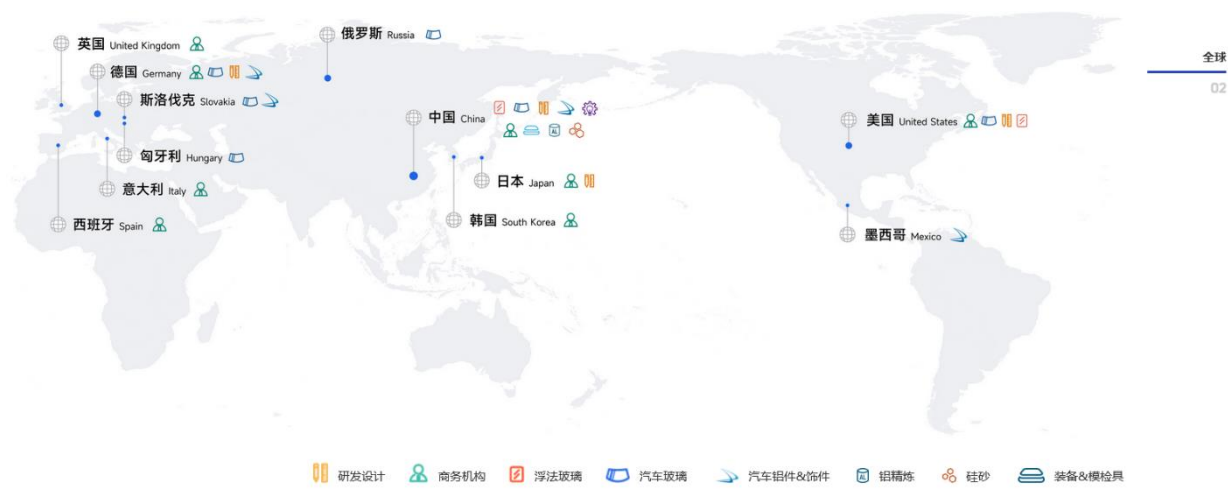 英国 United Kingdom
俄罗斯 Russia
全球
德国 Germany
02
斯洛伐克 Slovakia
中国 China
美国 United States
匈牙利 Hungary
日本 Japan
意大利 Italy
西班牙 Spain
韩国 South Korea
墨西哥 Mexico
研发设计 商务机构 浮法玻璃 汽车玻璃 汽车铝件&饰件 AL 铝精炼 硅砂 装备&模检具